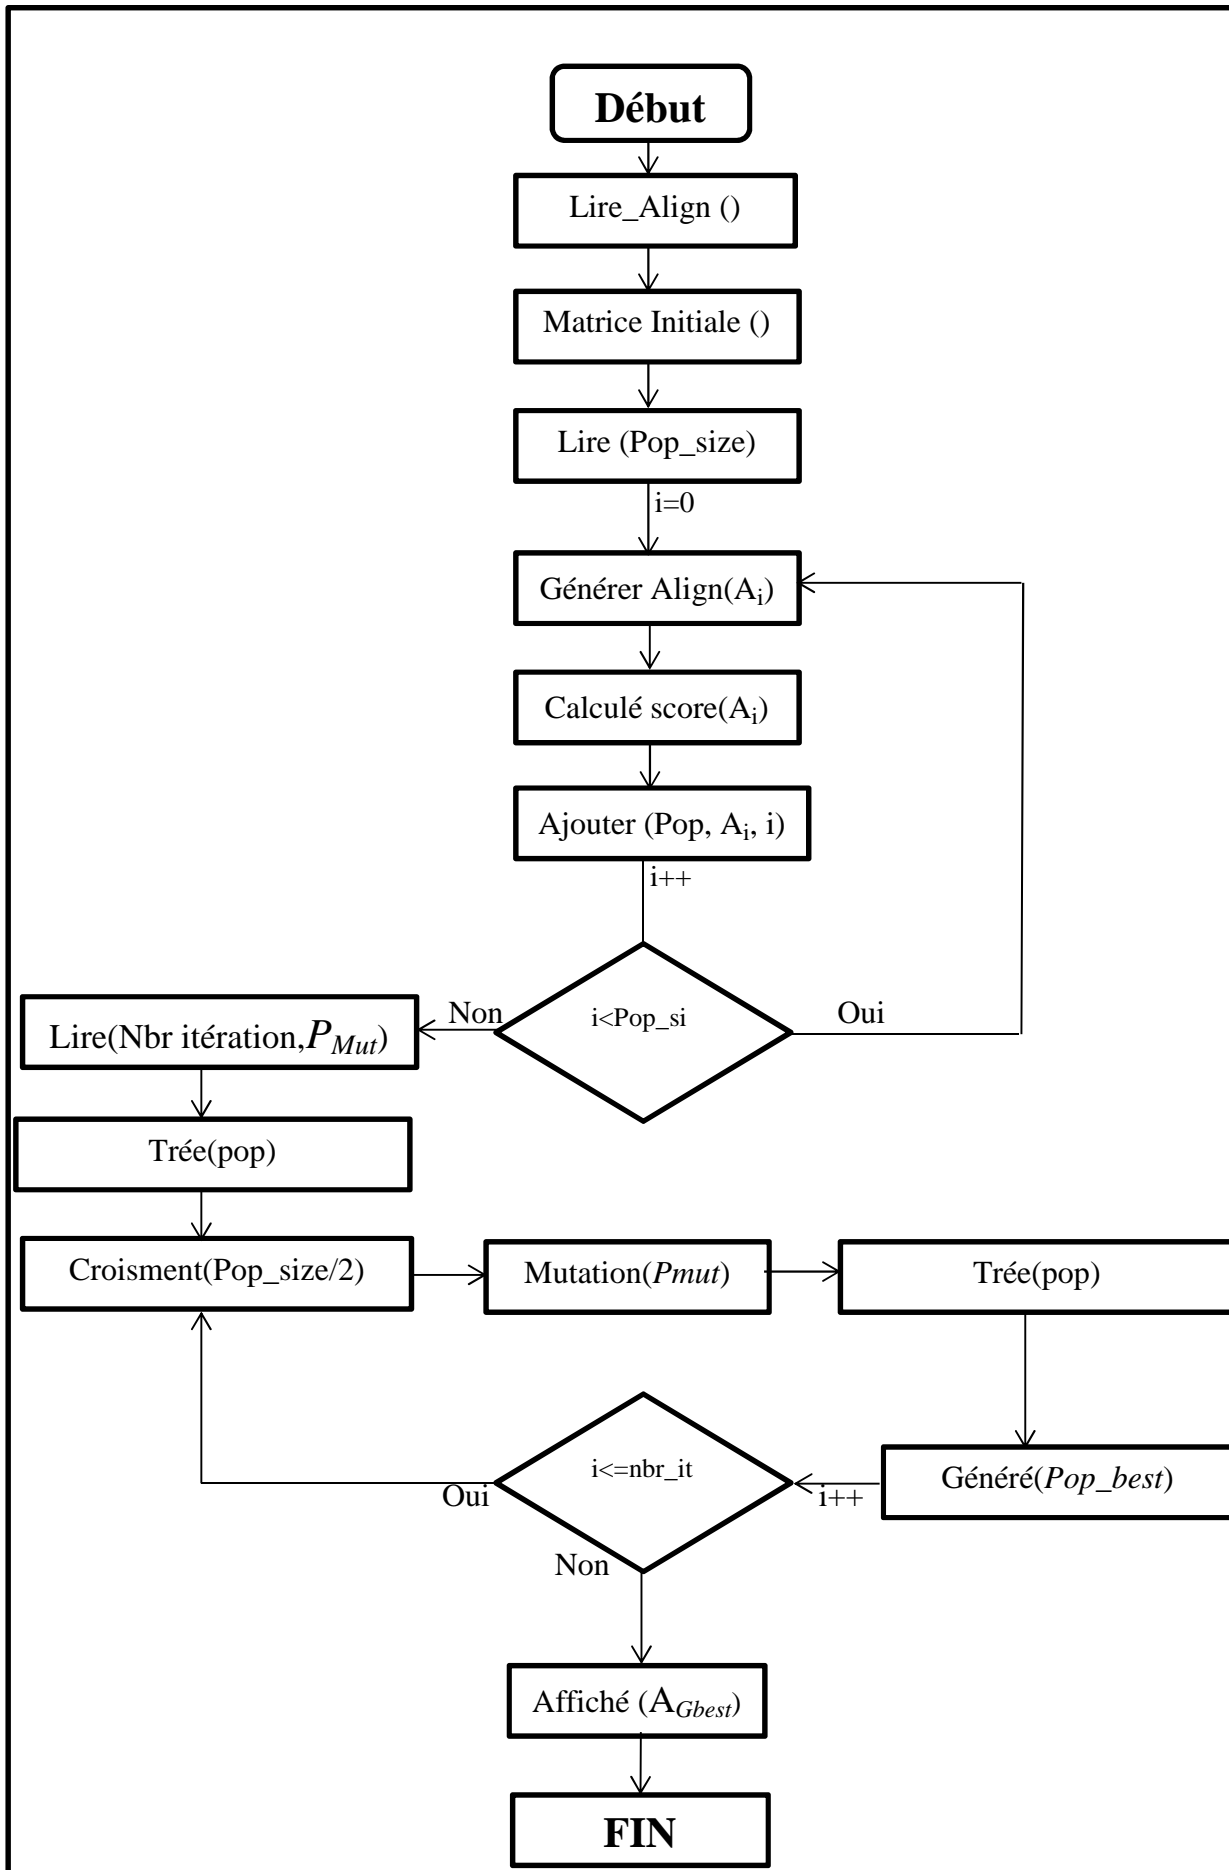 Début
Lire_Align ()
Matrice Initiale ()
Lire (Pop_size)
i=0
Générer Align(Ai)
Calculé score(Ai)
Ajouter (Pop, Ai, i)
i++
i<Pop_si
Non
Oui
Lire(Nbr itération,PMut)
Trée(pop)
Croisment(Pop_size/2)
Mutation(Pmut)
Trée(pop)
Généré(Pop_best)
i++
i<=nbr_it
Oui
Non
Affiché (AGbest)
FIN